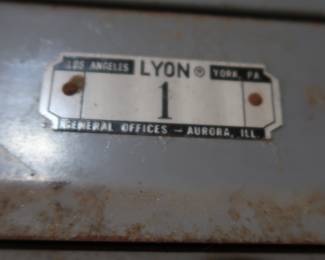 LOS ANGELES LYON® YORK, PA
1
GENERAL OFFICES – AURORA, ILL